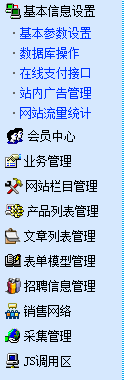 基本信息设置
基本参数设置
数据库操作
在线支付接口
站内广告管理
网站流量统计
会员中心
业务管理
网站栏目管理
产品列表管理
文章列表管理
表单模型管理
招聘信息管理
销售网络
采集管理
JS调用区